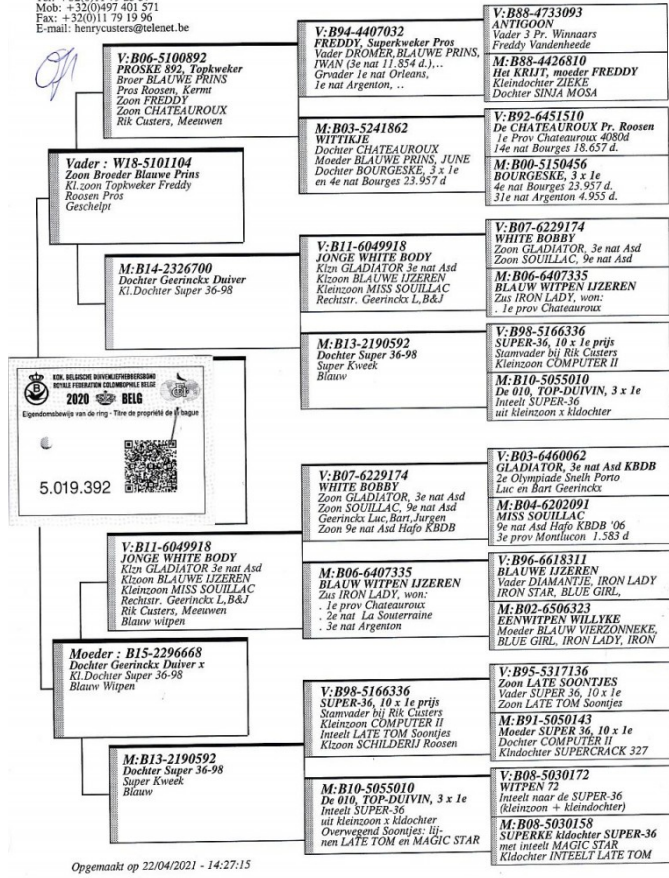 Mob: +32(0)497 401 571
Fax: +32(0)11 79 19 96
E-mail: henrycusters@telenet.be
V:B06-5100892
PROSKE 892, Topkweker
Broer BLAUWE PRINS
Pros Roosen, Kermt
Zoon FREDDY
Zoon CHATEAUROUX
Rik Custers, Meeuwen
Vader : W18-5101104
Zoon Broeder Blauwe Prins
Kl.zoon Topkweker Freddy
Roosen Pros
Geschelpt
M:B14-2326700
Dochter Geerinckx Duiver
Kl.Dochter Super 36-98
V:B94-4407032
FREDDY, Superkweker Pros
Vader DROMER,BLAUWE PRINS,
IWAN (3e nat 11.854 d.),..
Grvader 1e nat Orleans,
1e nat Argenton, ..
M:B03-5241862
WITTIKJE
Dochter CHATEAUROUX
Moeder BLAUWE PRINS, JUNE
Dochter BOURGESKE, 3 x 1e
en 4e nat Bourges 23.957 d
V:B11-6049918
JONGE WHITE BODY
Klzn GLADIATOR 3e nat Asd
Klzoon BLAUWE IJZEREN
Kleinzoon MISS SOUILLAC
Rechtstr. Geerinckx L,B&J
M:B13-2190592
Dochter Super 36-98
Super Kweek
Blauw
V:B88-4733093
ANTIGOON
Vader 3 Pr. Winnaars
Freddy Vandenheede
M:B88-4426810
Het KRIJT, moeder FREDDY
Kleindochter ZIEKE
Dochter SINJA MOSA
V:B92-6451510
De CHATEAUROUX Pr. Roosen
1e Prov Chateauroux 4080d
14e nat Bourges 18.657 d.
M:B00-5150456
BOURGESKE, 3 x 1e
4e nat Bourges 23.957 d.
31e nat Argenton 4.955 d.
V:B07-6229174
WHITE BOBBY
Zoon GLADIATOR, 3e nat Asd
Zoon SOUILLAC, 9e nat Asd
M:B06-6407335
BLAUW WITPEN IJZEREN
Zus IRON LADY, won:
. 1e prov Chateauroux
V:B98-5166336
SUPER-36, 10 x 1e prijs
Stamvader bij Rik Custers
Kleinzoon COMPUTER II
M:B10-5055010
De 010, TOP-DUIVIN, 3 x 1e
Inteelt SUPER-36
uit kleinzoon x kldochter
KON. BELGISCHE DUIVENLIEFHEBBERSBOND
ROYALE FEDERATION COLOMBOPHILE BELGE
2020 BELG
Eigendomsbewijs van de ring - Titre de propriété de la bague
5.019.392
V:B11-6049918
JONGE WHITE BODY
Klzn GLADIATOR 3e nat Asd
Klzoon BLAUWE IJZEREN
Kleinzoon MISS SOUILLAC
Rechtstr. Geerinckx L,B&J
Rik Custers, Meeuwen
Blauw witpen
Moeder : B15-2296668
Dochter Geerinckx Duiver x
Kl.Dochter Super 36-98
Blauw Witpen
M:B13-2190592
Dochter Super 36-98
Super Kweek
Blauw
V:B07-6229174
WHITE BOBBY
Zoon GLADIATOR, 3e nat Asd
Zoon SOUILLAC, 9e nat Asd
Geerinckx Luc,Bart,Jurgen
Zoon 9e nat Asd Hafo KBDB
M:B06-6407335
BLAUW WITPEN IJZEREN
Zus IRON LADY, won:
. 1e prov Chateauroux
. 2e nat La Souterraine
. 3e nat Argenton
V:B98-5166336
SUPER-36, 10 x 1e prijs
Stamvader bij Rik Custers
Kleinzoon COMPUTER II
Inteelt LATE TOM Soontjes
Klzoon SCHILDERIJ Roosen
M:B10-5055010
De 010, TOP-DUIVIN, 3 x 1e
Inteelt SUPER-36
uit kleinzoon x kldochter
Overwegend Soontjes: lij-
nen LATE TOM en MAGIC STAR
V:B03-6460062
GLADIATOR, 3e nat Asd KBDB
2e Olympiade Snelh Porto
Luc en Bart Geerinckx
M:B04-6202091
MISS SOUILLAC
9e nat Asd Hafo KBDB '06
3e prov Montlucon 1.583 d
V:B96-6618311
BLAUWE IJZEREN
Vader DIAMANTJE, IRON LADY
IRON STAR, BLUE GIRL,
M:B02-6506323
EENWITPEN WILLYKE
Moeder BLAUW VIERZONNEKE,
BLUE GIRL, IRON LADY, IRON
V:B95-5317136
Zoon LATE SOONTJES
Vader SUPER 36, 10 x 1e
Zoon LATE TOM Soontjes
M:B91-5050143
Moeder SUPER 36, 10 x 1e
Dochter COMPUTER II
Klndochter SUPERCRACK 327
V:B08-5030172
WITPEN 72
Inteelt naar de SUPER-36
(kleinzoon + kleindochter)
M:B08-5030158
SUPERKE kldochter SUPER-36
met inteelt MAGIC STAR
Kldochter INTEELT LATE TOM
Opgemaakt op 22/04/2021 - 14:27:15